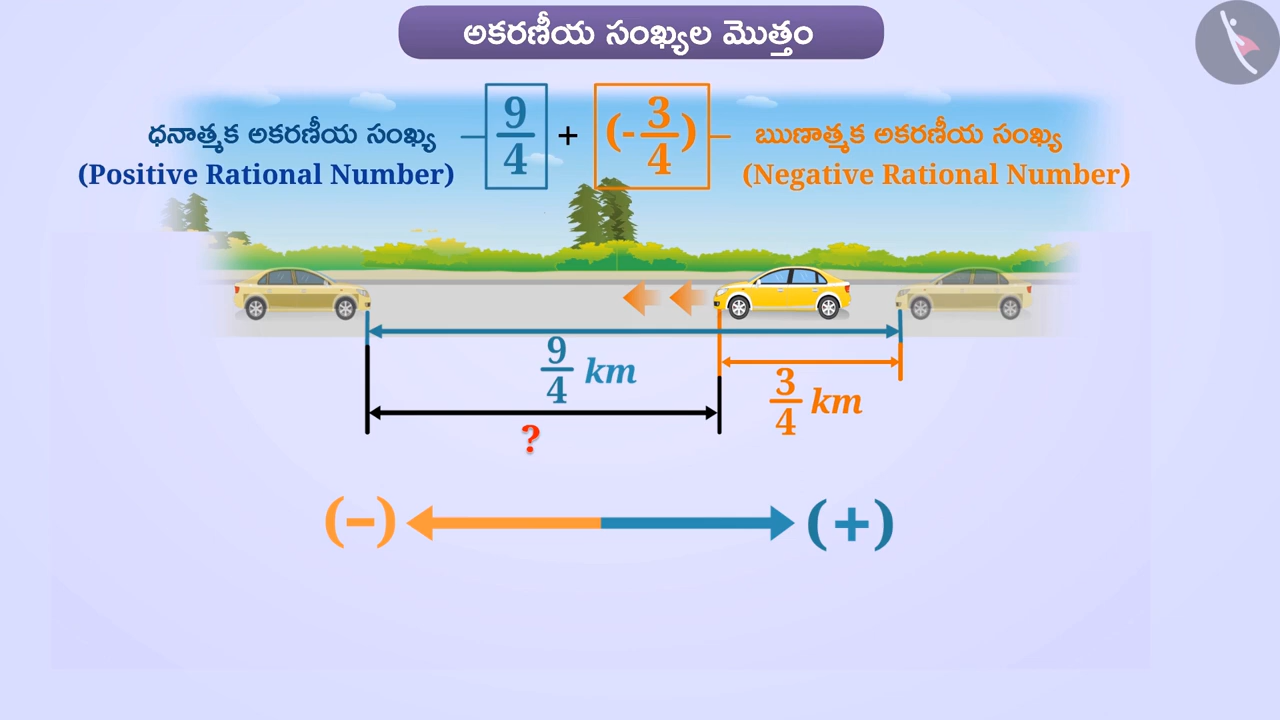 అకరణీయ సంఖ్యల మొత్తం
ధనాత్మక అకరణీయ సంఖ్య 9/4 + (-3/4) ఋణాత్మక అకరణీయ సంఖ్య
(Positive Rational Number) (Negative Rational Number)
9/4 km
3/4 km
?
(−) (+)